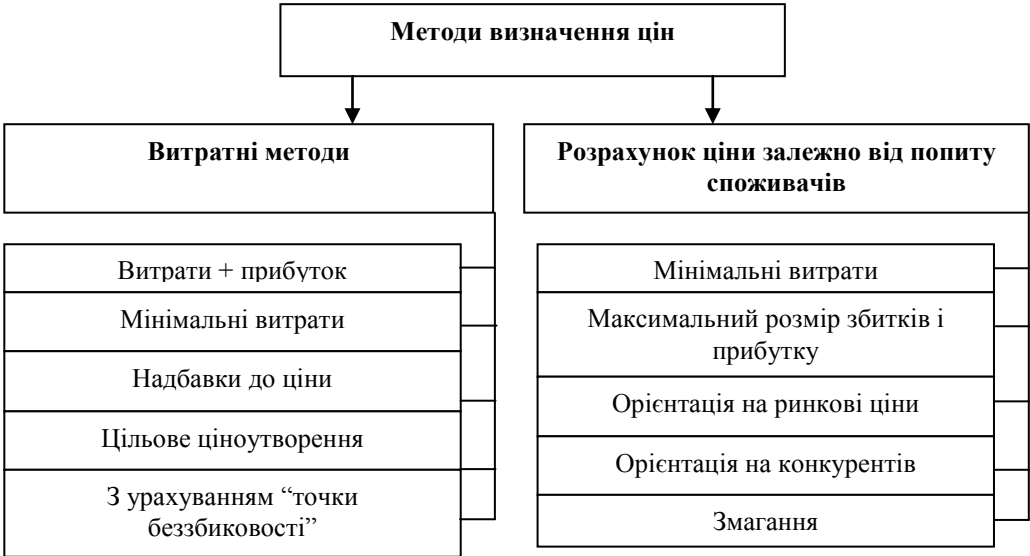 Методи визначення цін
Витратні методи
Розрахунок ціни залежно від попиту
споживачів
Витрати + прибуток
Мінімальні витрати
Надбавки до ціни
Цільове ціноутворення
З урахуванням “точки
беззбиковості”
Мінімальні витрати
Максимальний розмір збитків і
прибутку
Орієнтація на ринкові ціни
Орієнтація на конкурентів
Змагання